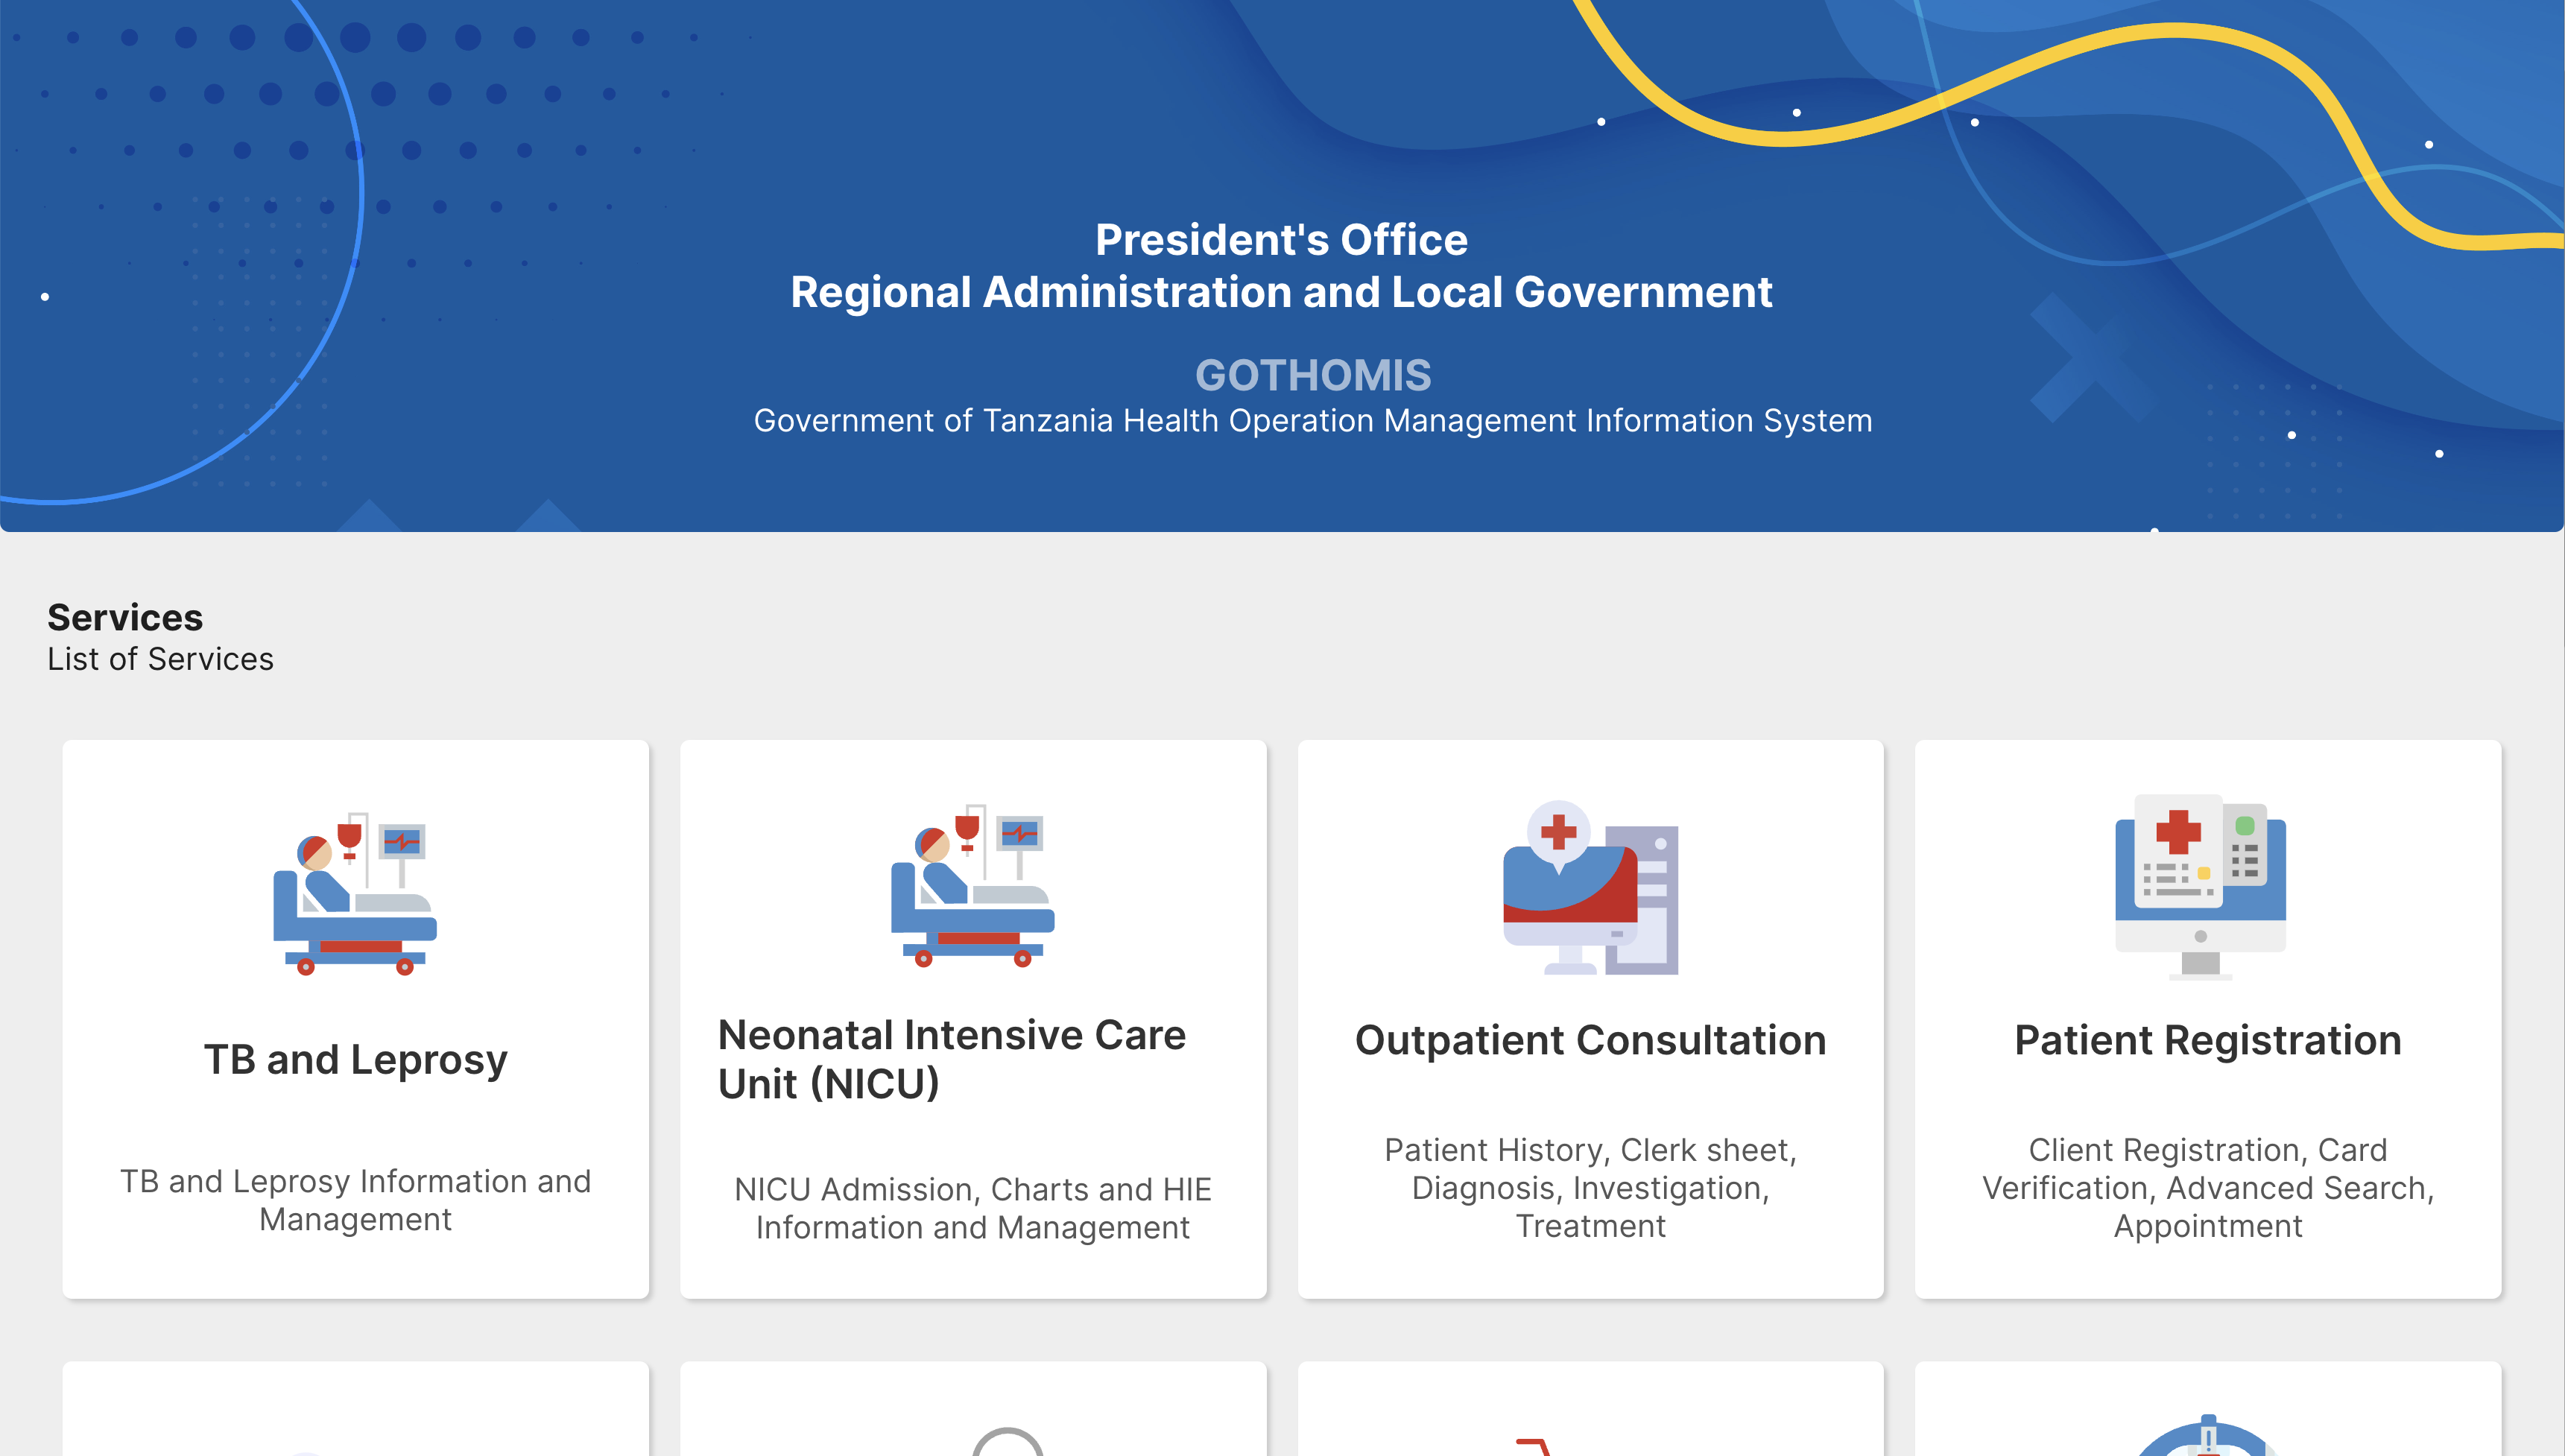 President's Office
Regional Administration and Local Government
GOTHOMIS
Government of Tanzania Health Operation Management Information System
Services
List of Services
TB and Leprosy
TB and Leprosy Information and
Management
Neonatal Intensive Care
Unit (NICU)
NICU Admission, Charts and HIE
Information and Management
Outpatient Consultation
Patient History, Clerk sheet,
Diagnosis, Investigation,
Treatment
Patient Registration
Client Registration, Card
Verification, Advanced Search,
Appointment